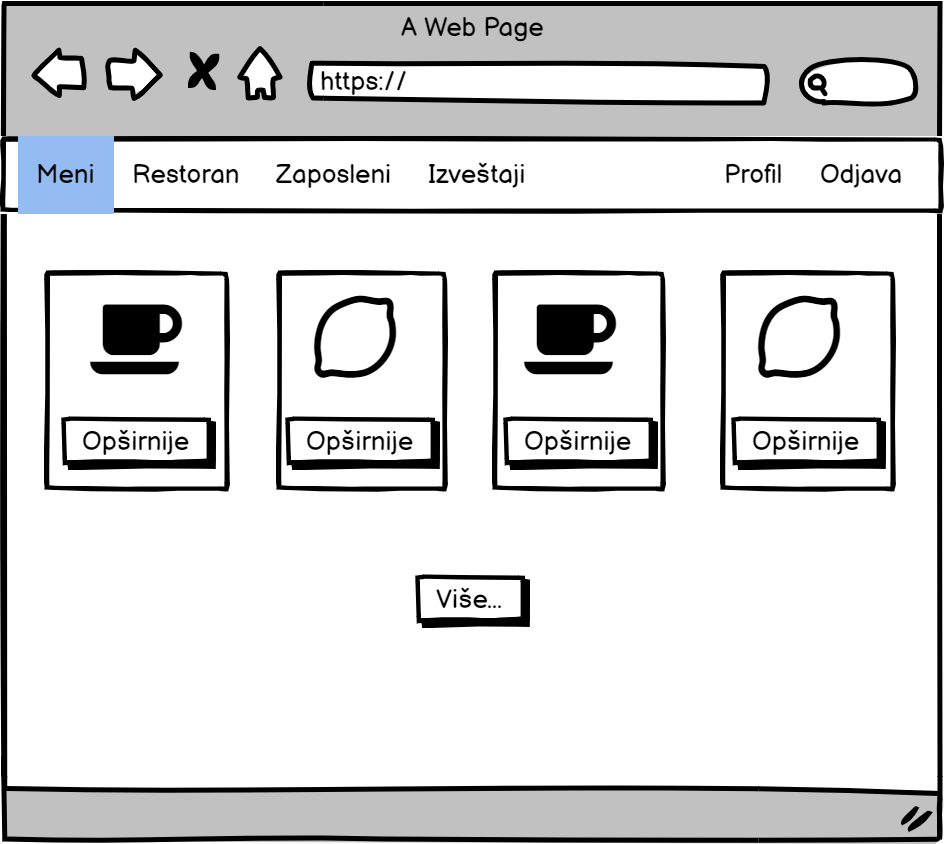 A Web Page
https://
Meni Restoran Zaposleni Izveštaji Profil Odjava
Opširnije Opširnije Opširnije Opširnije
Više...